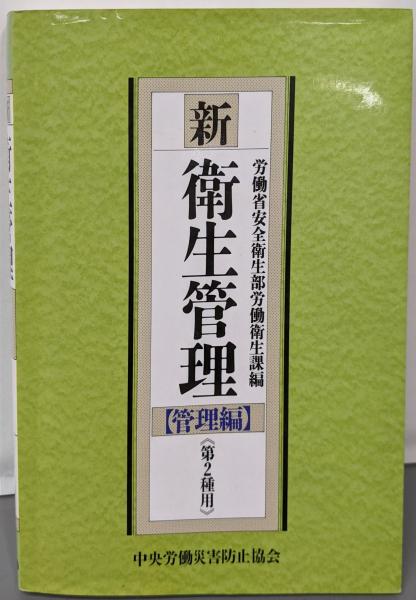 新
衛生管理
【管理編】
《第2種用》
労働省安全衛生部労働衛生課編
中央労働災害防止協会